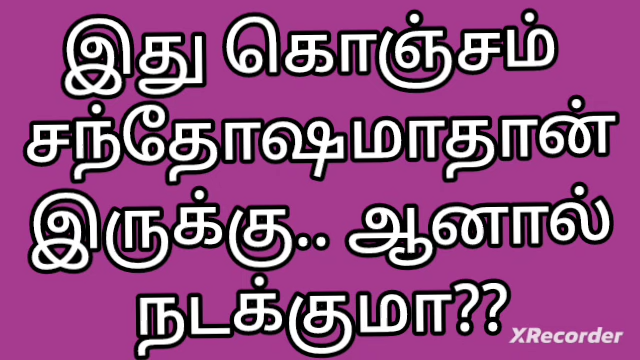 இது கொஞ்சம்
சந்தோஷமாதான்
இருக்கு.. ஆனால்
நடக்குமா??
XRecorder